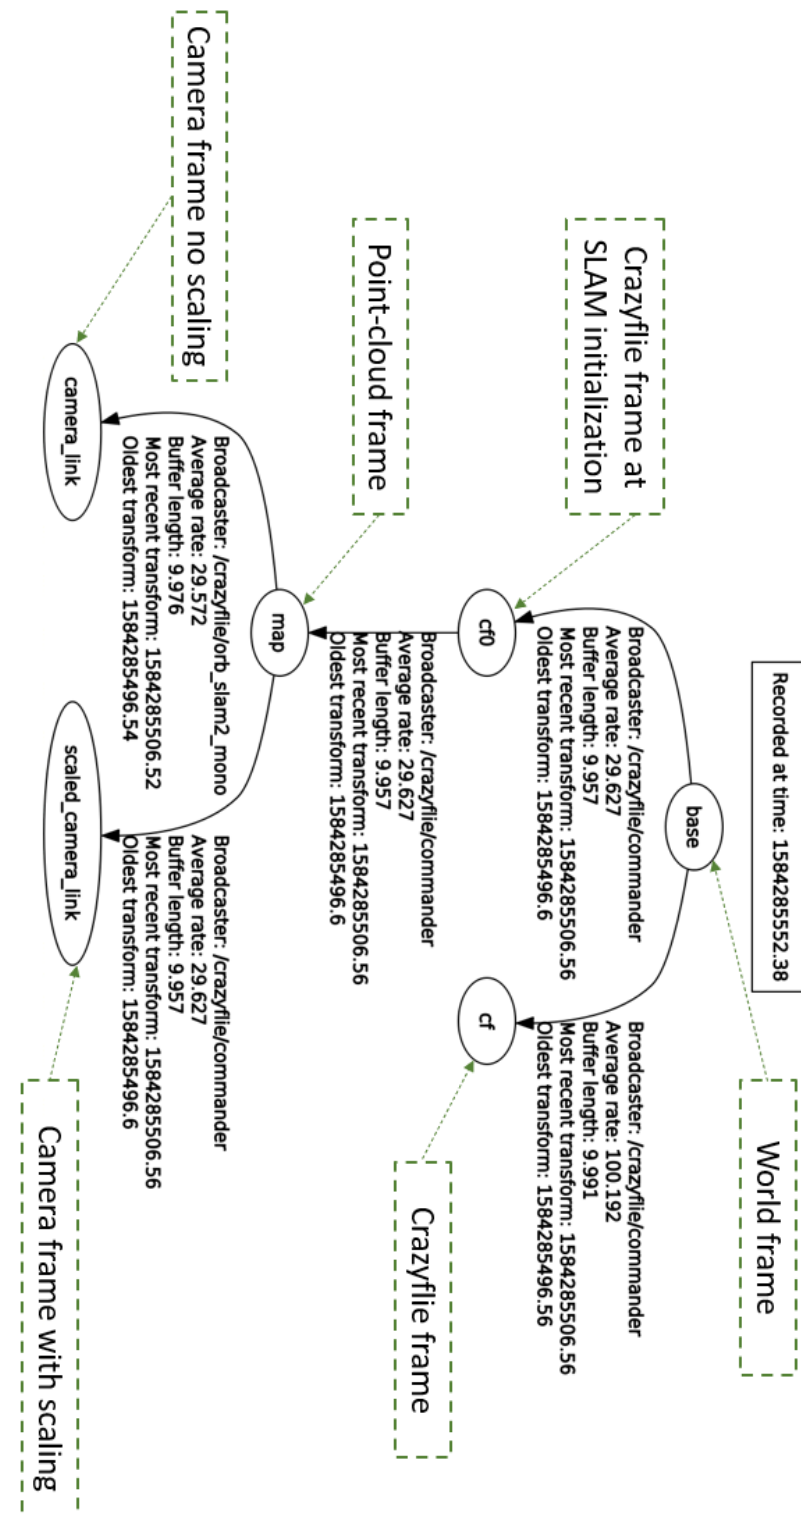 Recorded at time: 1584285552.38
World frame
base
Crazyflie frame at
SLAM initialization
Broadcaster: /crazyflie/commander
Average rate: 29.627
Buffer length: 9.957
Most recent transform: 1584285506.56
Oldest transform: 1584285496.6
Broadcaster: /crazyflie/commander
Average rate: 100.192
Buffer length: 9.991
Most recent transform: 1584285506.56
Oldest transform: 1584285496.56
cf0
cf
Crazyflie frame
Point-cloud frame
Broadcaster: /crazyflie/commander
Average rate: 29.627
Buffer length: 9.957
Most recent transform: 1584285506.56
Oldest transform: 1584285496.6
map
Camera frame no scaling
Broadcaster: /crazyflie/orb_slam2_mono
Average rate: 29.572
Buffer length: 9.976
Most recent transform: 1584285506.52
Oldest transform: 1584285496.54
Broadcaster: /crazyflie/commander
Average rate: 29.627
Buffer length: 9.957
Most recent transform: 1584285506.56
Oldest transform: 1584285496.6
camera_link
scaled_camera_link
Camera frame with scaling